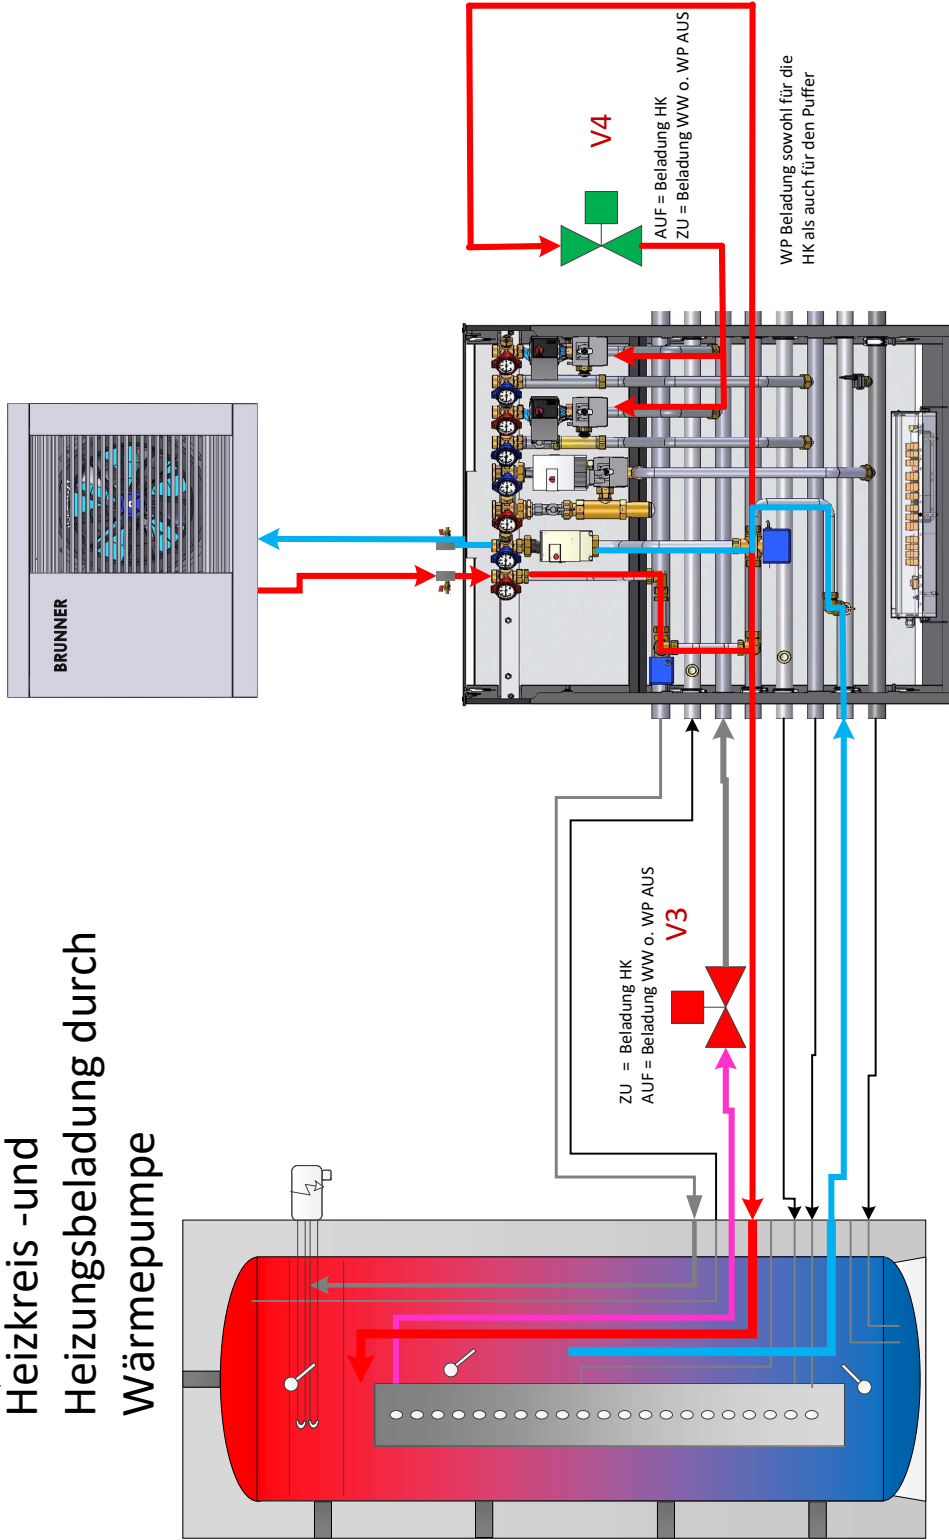 Heizkreis -und
Heizungsbeladung durch
Wärmepumpe
BRUNNER
V4
AUF = Beladung HK
ZU = Beladung WW o. WP AUS
WP Beladung sowohl für die
HK als auch für den Puffer
ZU = Beladung HK
AUF = Beladung WW o. WP AUS
V3